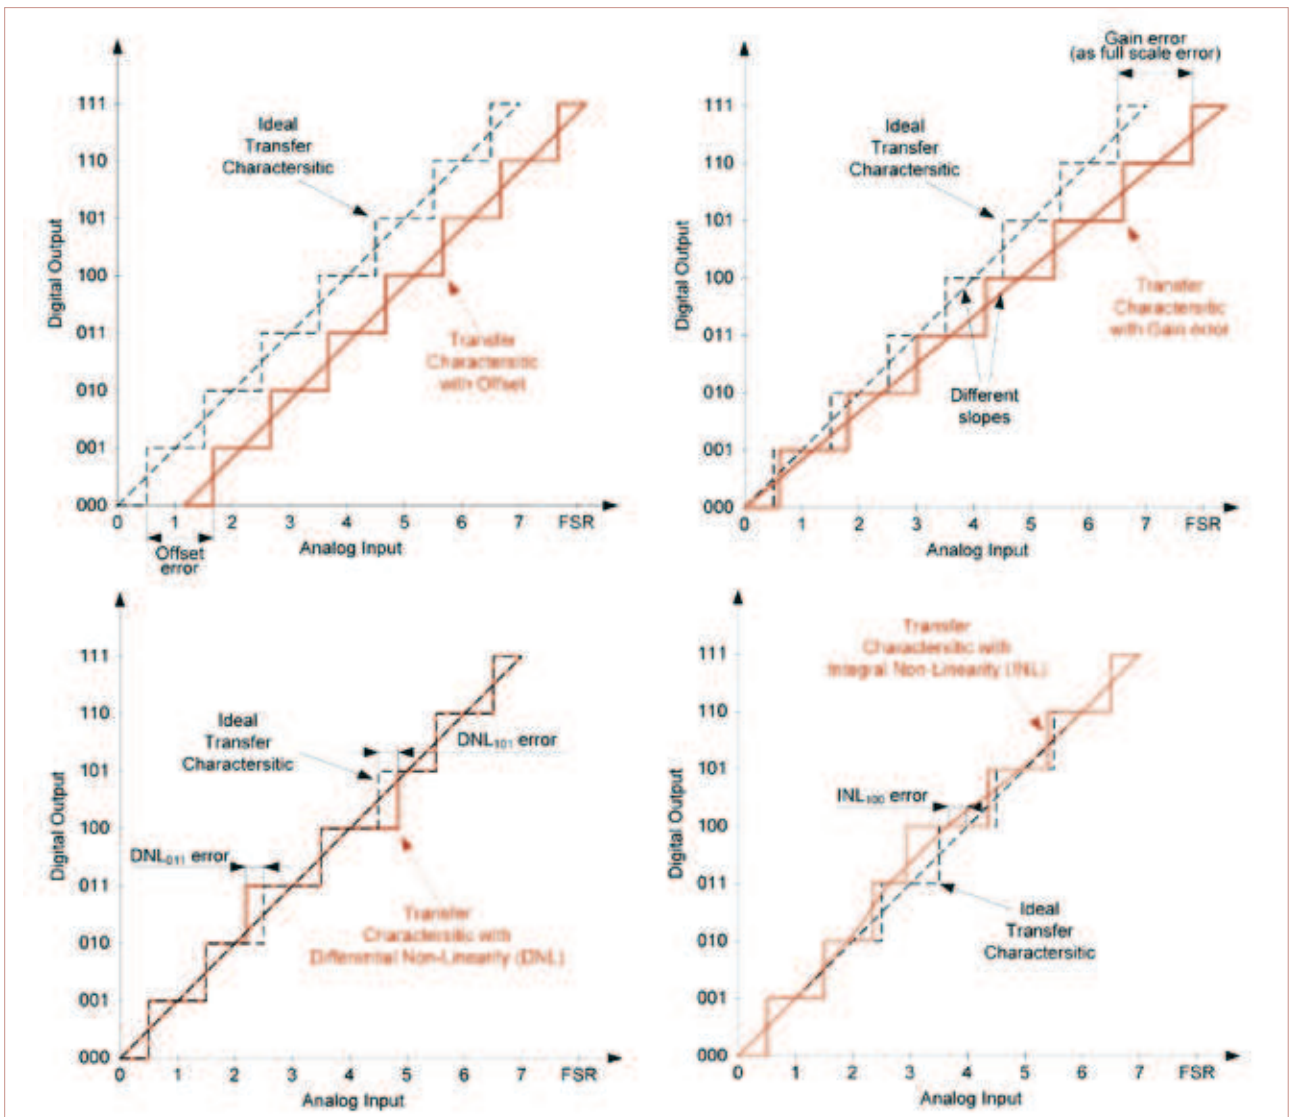 Ideal
Transfer
Charactersitic
Digital Output
111
110
101
100
011
010
001
000
Transfer
Charactersitic
with Offset
0 1 2 3 4 5 6 7 FSR
Offset
error
Analog Input
Gain error
(as full scale error)
Ideal
Transfer
Charactersitic
Digital Output
111
110
101
100
011
010
001
000
Transfer
Charactersitic
with Gain error
Different
slopes
0 1 2 3 4 5 6 7 FSR
Analog Input
Ideal
Transfer
Charactersitic
DNL101 error
Digital Output
111
110
101
100
011
010
001
000
DNL011 error
Transfer
Charactersitic with
Differential Non-Linearity (DNL)
0 1 2 3 4 5 6 7 FSR
Analog Input
Transfer
Charactersitic with
Integral Non-Linearity (INL)
INL100 error
Digital Output
111
110
101
100
011
010
001
000
Ideal
Transfer
Charactersitic
0 1 2 3 4 5 6 7 FSR
Analog Input